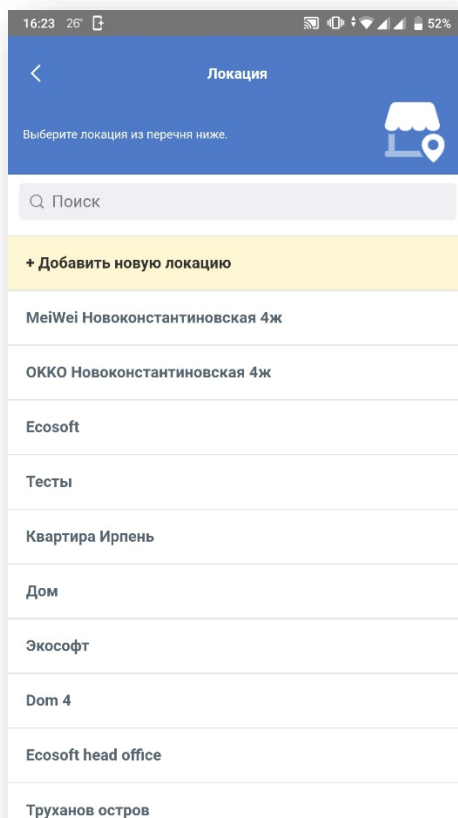 16:23 26° 52%
Локация
Выберите локация из перечня ниже.
Поиск
+ Добавить новую локацию
MeiWei Новоконстантиновская 4ж
ОККО Новоконстантиновская 4ж
Ecosoft
Тесты
Квартира Ирпень
Дом
Экософт
Dom 4
Ecosoft head office
Труханов остров